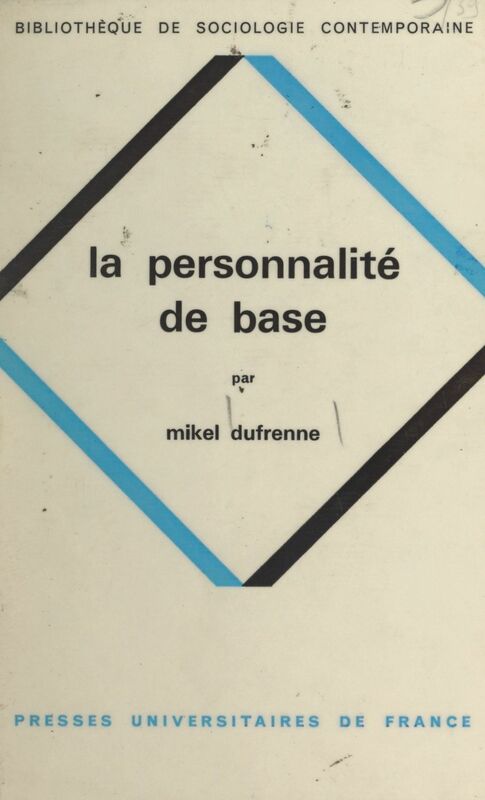 BIBLIOTHÈQUE DE SOCIOLOGIE CONTEMPORAINE
la personnalité
de base
par
mikel dufrenne
PRESSES UNIVERSITAIRES DE FRANCE